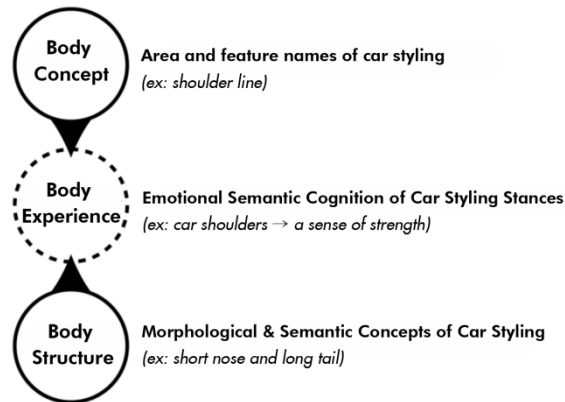 Body
Concept
Area and feature names of car styling
(ex: shoulder line)
Body
Experience
Emotional Semantic Cognition of Car Styling Stances
(ex: car shoulders → a sense of strength)
Body
Structure
Morphological & Semantic Concepts of Car Styling
(ex: short nose and long tail)